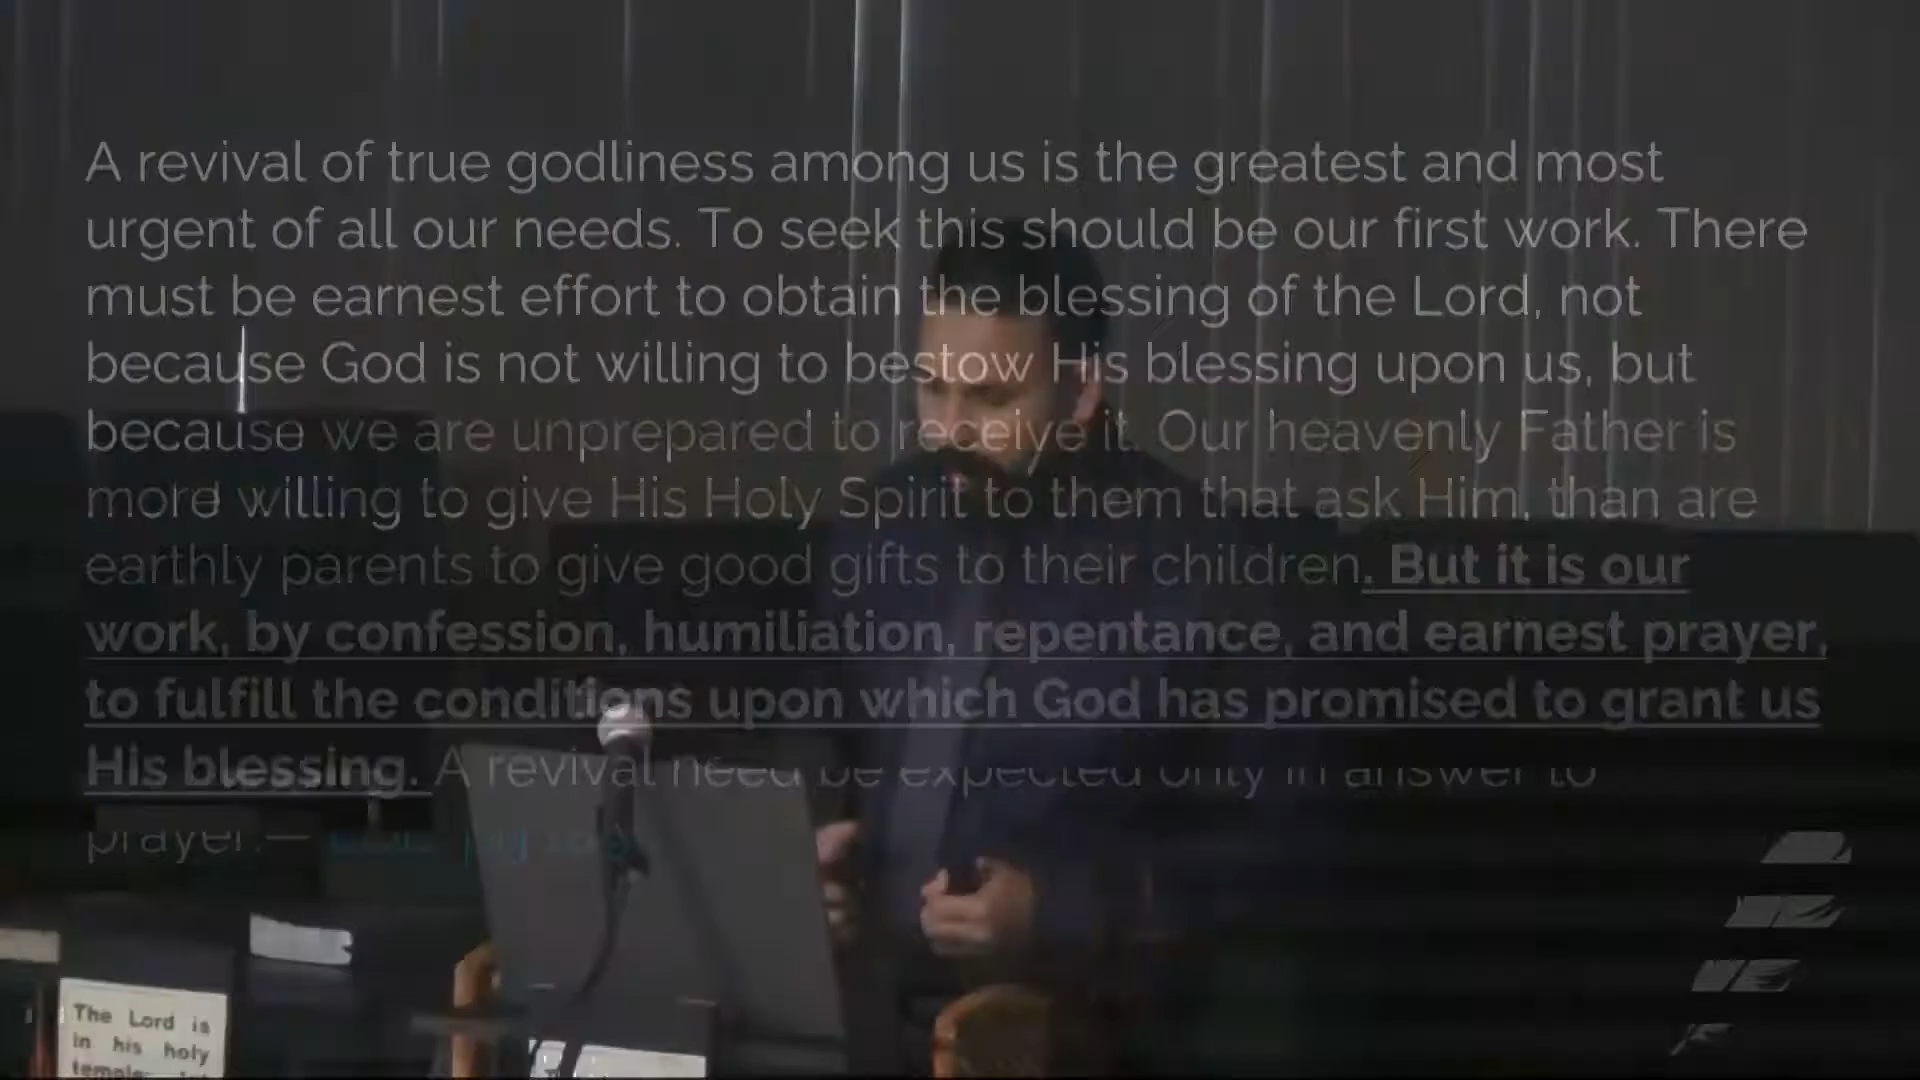 A revival of true godliness among us is the greatest and most
urgent of all our needs. To seek this should be our first work. There
must be earnest effort to obtain the blessing of the Lord, not
because God is not willing to bestow His blessing upon us, but
because we are unprepared to receive it. Our heavenly Father is
more willing to give His Holy Spirit to them that ask Him, than are
earthly parents to give good gifts to their children. But it is our
work, by confession, humiliation, repentance, and earnest prayer,
to fulfill the conditions upon which God has promised to grant us
His blessing. A revival need be expected only in answer to
prayer.—
The Lord is
in his holy
temple